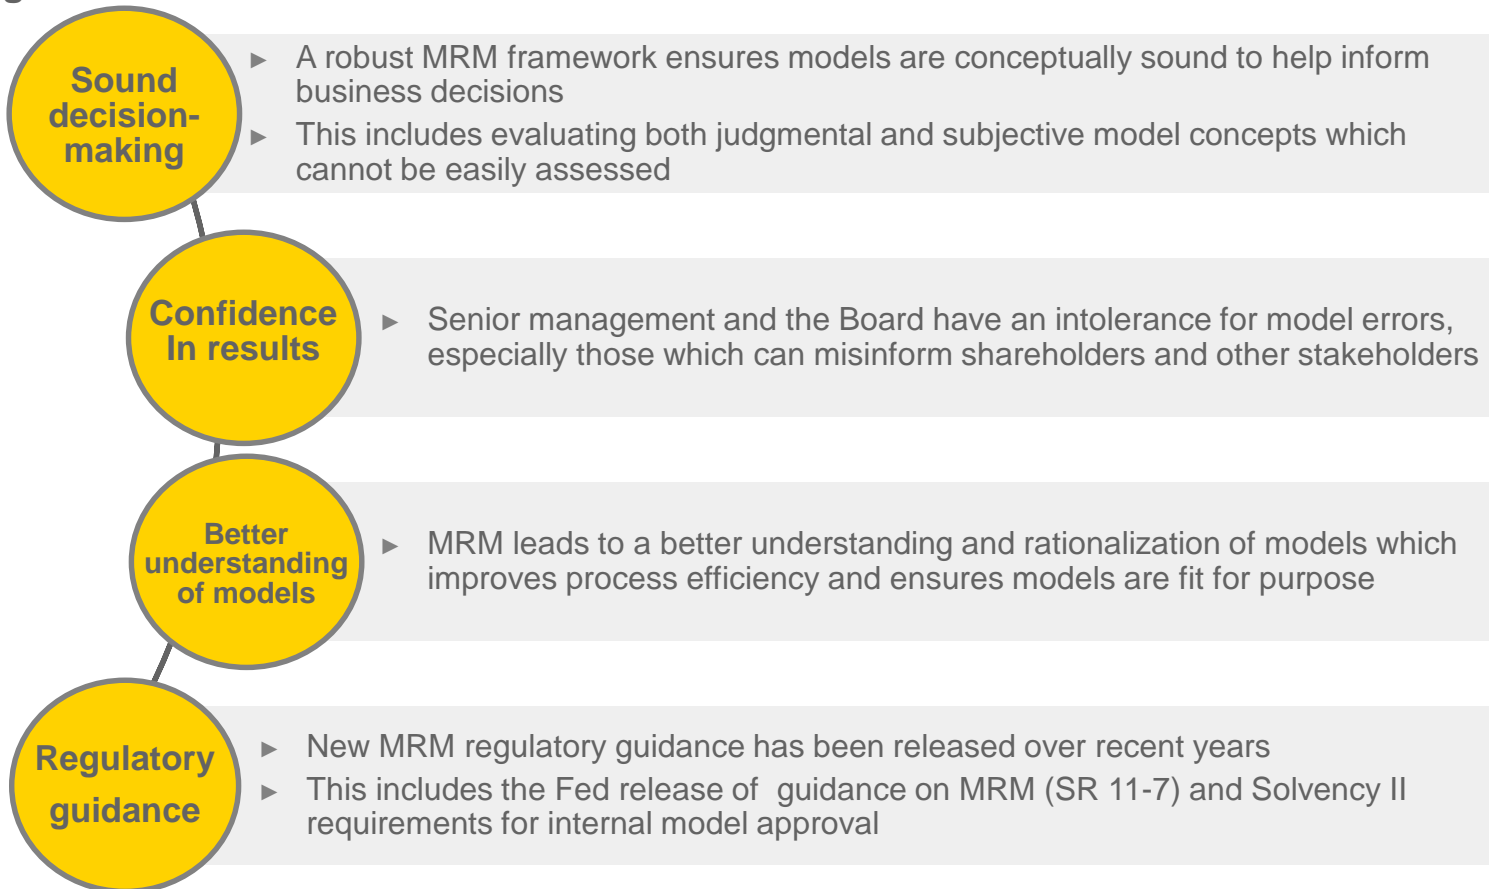 Sound
decision-
making
► A robust MRM framework ensures models are conceptually sound to help inform
business decisions
► This includes evaluating both judgmental and subjective model concepts which
cannot be easily assessed
Confidence
In results
► Senior management and the Board have an intolerance for model errors,
especially those which can misinform shareholders and other stakeholders
Better
understanding
of models
► MRM leads to a better understanding and rationalization of models which
improves process efficiency and ensures models are fit for purpose
Regulatory
guidance
► New MRM regulatory guidance has been released over recent years
► This includes the Fed release of  guidance on MRM (SR 11-7) and Solvency II
requirements for internal model approval